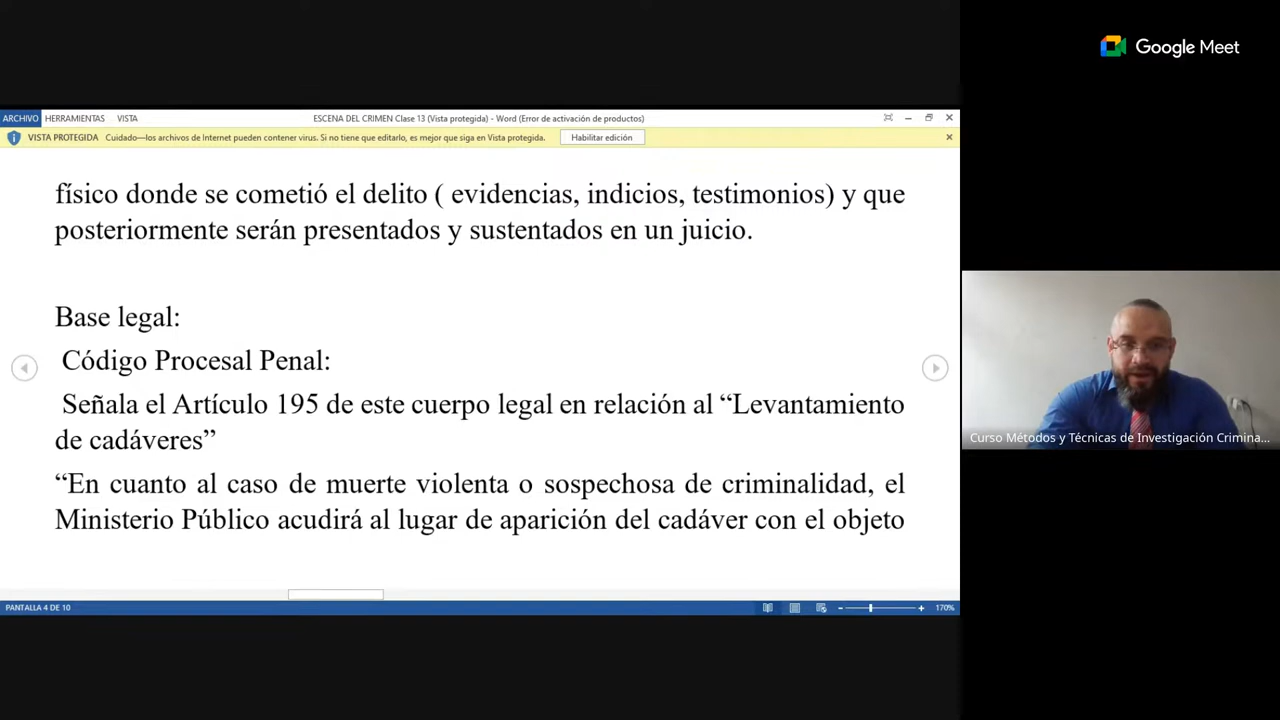 Google Meet
ARCHIVO HERRAMIENTAS VISTA ESCENA DEL CRIMEN Clase 13 (Vista protegida) - Word (Error de activación de productos)
VISTA PROTEGIDA Cuidado—los archivos de Internet pueden contener virus. Si no tiene que editarlo, es mejor que siga en Vista protegida. Habilitar edición
físico donde se cometió el delito ( evidencias, indicios, testimonios) y que
posteriormente serán presentados y sustentados en un juicio.
Base legal:
Código Procesal Penal:
Señala el Artículo 195 de este cuerpo legal en relación al “Levantamiento
de cadáveres”
“En cuanto al caso de muerte violenta o sospechosa de criminalidad, el
Ministerio Público acudirá al lugar de aparición del cadáver con el objeto
Curso Métodos y Técnicas de Investigación Crimina...
PANTALLA 4 DE 10 170%